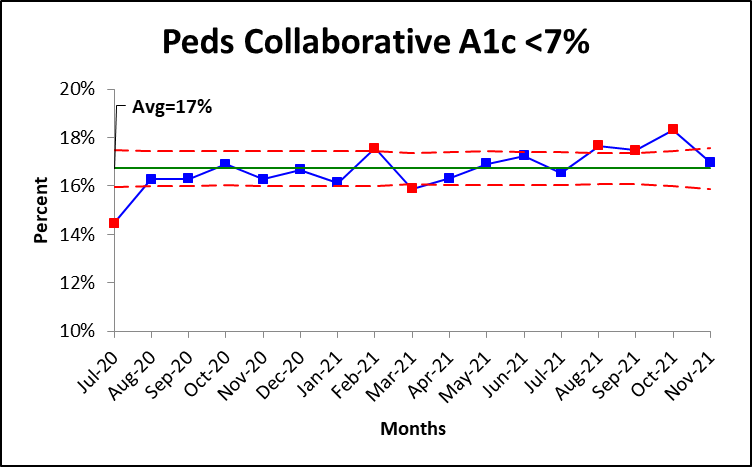 Peds Collaborative A1c <7%
20%
Avg=17%
18%
16%
14%
12%
10%
Percent
Jul-20
Aug-20
Sep-20
Oct-20
Nov-20
Dec-20
Jan-21
Feb-21
Mar-21
Apr-21
May-21
Jun-21
Jul-21
Aug-21
Sep-21
Oct-21
Nov-21
Months